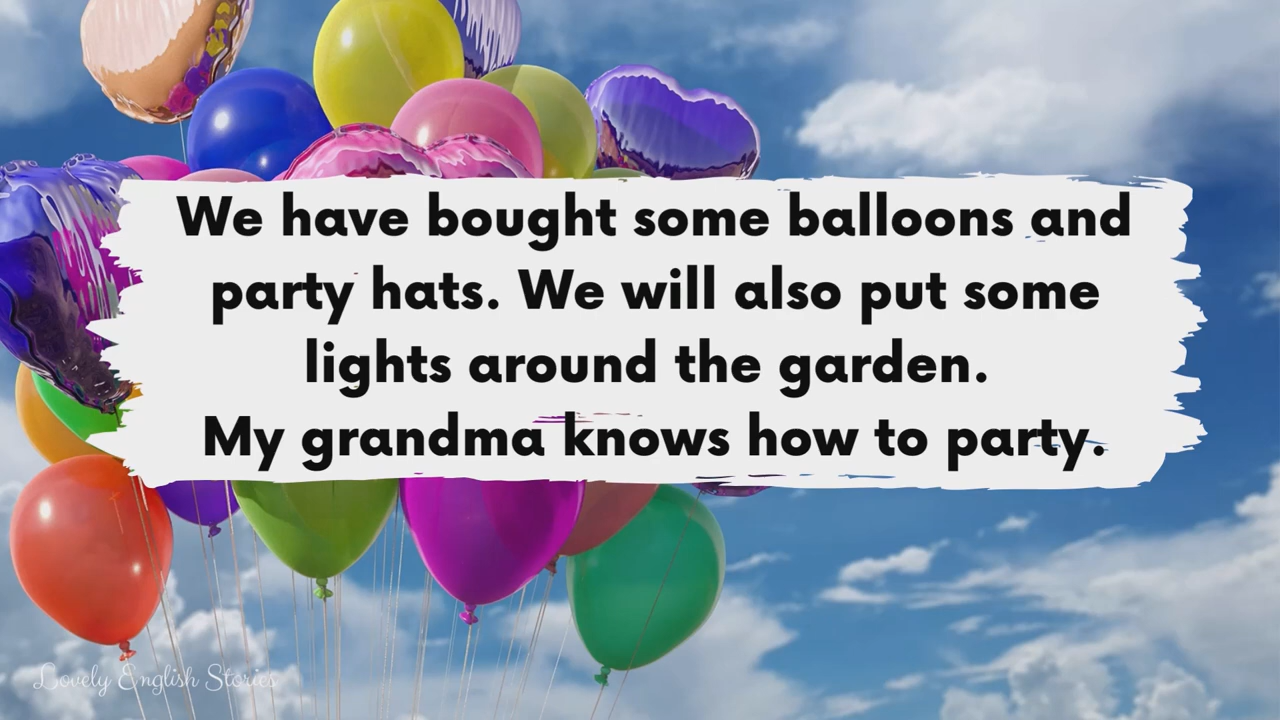 We have bought some balloons and
party hats. We will also put some
lights around the garden.
My grandma knows how to party.
Lovely English Stories